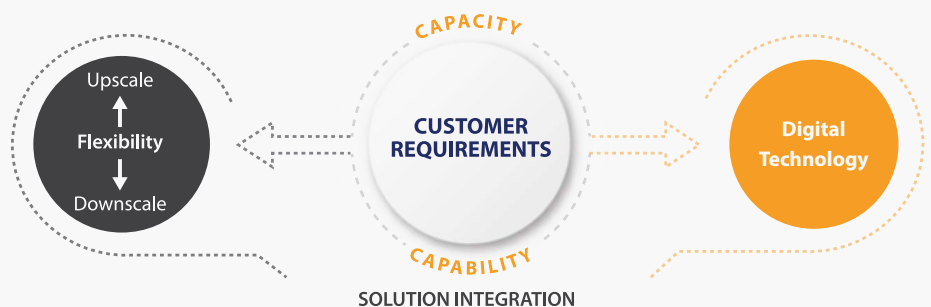 CAPACITY
Upscale
Flexibility
Downscale
CUSTOMER
REQUIREMENTS
Digital
Technology
CAPABILITY
SOLUTION INTEGRATION